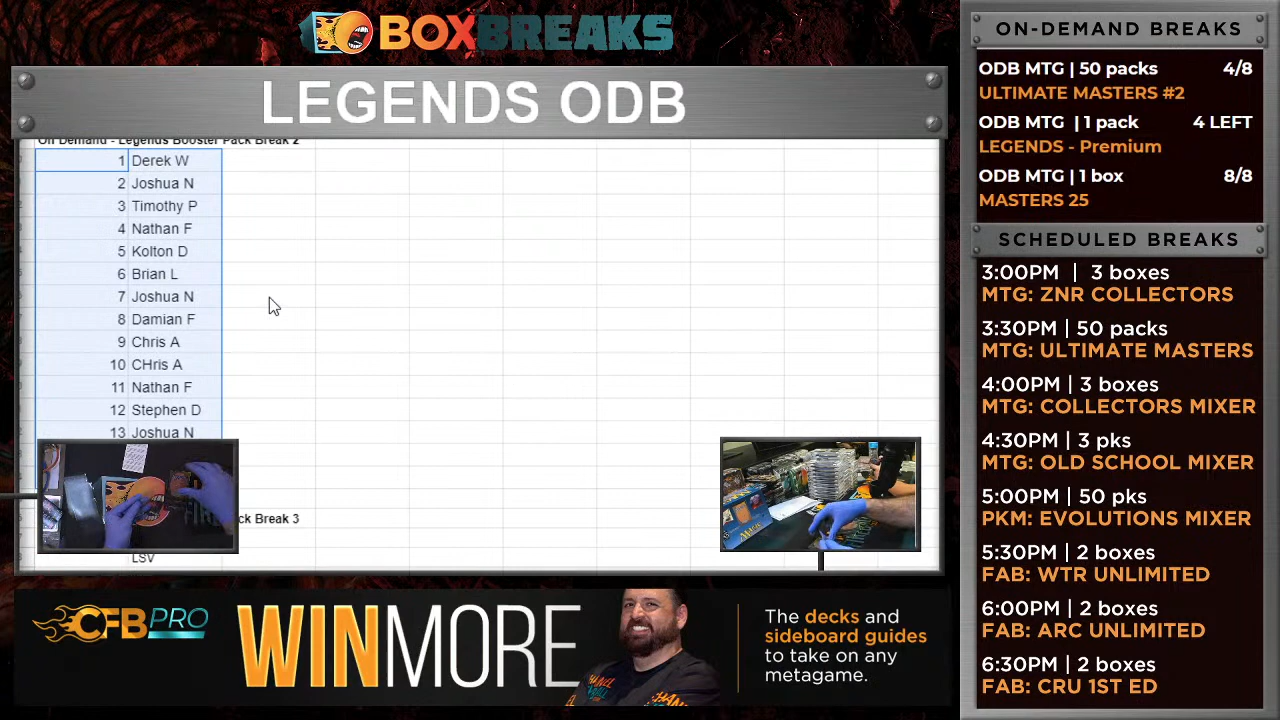 BOXBREAKS
LEGENDS ODB
On Demand - Legends Booster Pack Break 2
1 Derek W
2 Joshua N
3 Timothy P
4 Nathan F
5 Kolton D
6 Brian L
7 Joshua N
8 Damian F
9 Chris A
10 CHris A
11 Nathan F
12 Stephen D
13 Joshua N
ck Break 3
LSV
CFBPRO
WINMORE
The decks and
sideboard guides
to take on any
metagame.
ON-DEMAND BREAKS
ODB MTG | 50 packs 4/8
ULTIMATE MASTERS #2
ODB MTG | 1 pack 4 LEFT
LEGENDS - Premium
ODB MTG | 1 box 8/8
MASTERS 25
SCHEDULED BREAKS
3:00PM | 3 boxes
MTG: ZNR COLLECTORS
3:30PM | 50 packs
MTG: ULTIMATE MASTERS
4:00PM | 3 boxes
MTG: COLLECTORS MIXER
4:30PM | 3 pks
MTG: OLD SCHOOL MIXER
5:00PM | 50 pks
PKM: EVOLUTIONS MIXER
5:30PM | 2 boxes
FAB: WTR UNLIMITED
6:00PM | 2 boxes
FAB: ARC UNLIMITED
6:30PM | 2 boxes
FAB: CRU 1ST ED